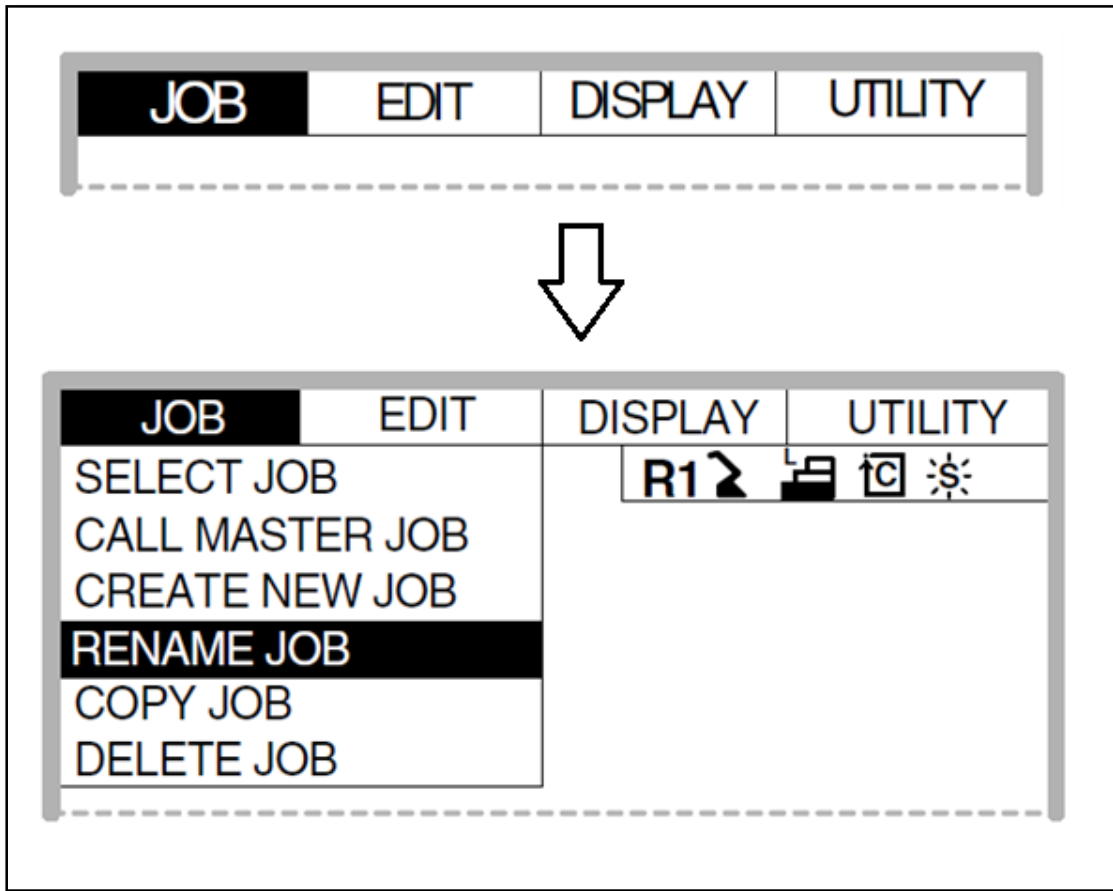 JOB EDIT DISPLAY UTILITY
JOB EDIT DISPLAY UTILITY
SELECT JOB
R1 L C S
CALL MASTER JOB
CREATE NEW JOB
RENAME JOB
COPY JOB
DELETE JOB